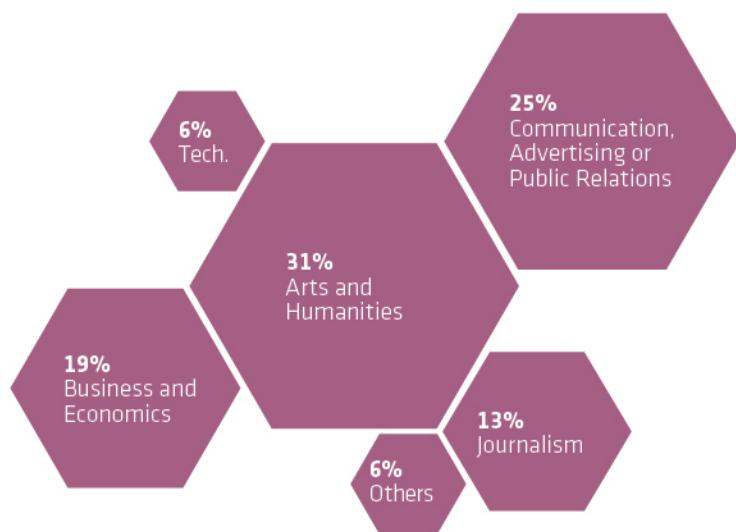 25%
Communication,
Advertising or
Public Relations
6%
Tech.
31%
Arts and
Humanities
19%
Business and
Economics
13%
Journalism
6%
Others